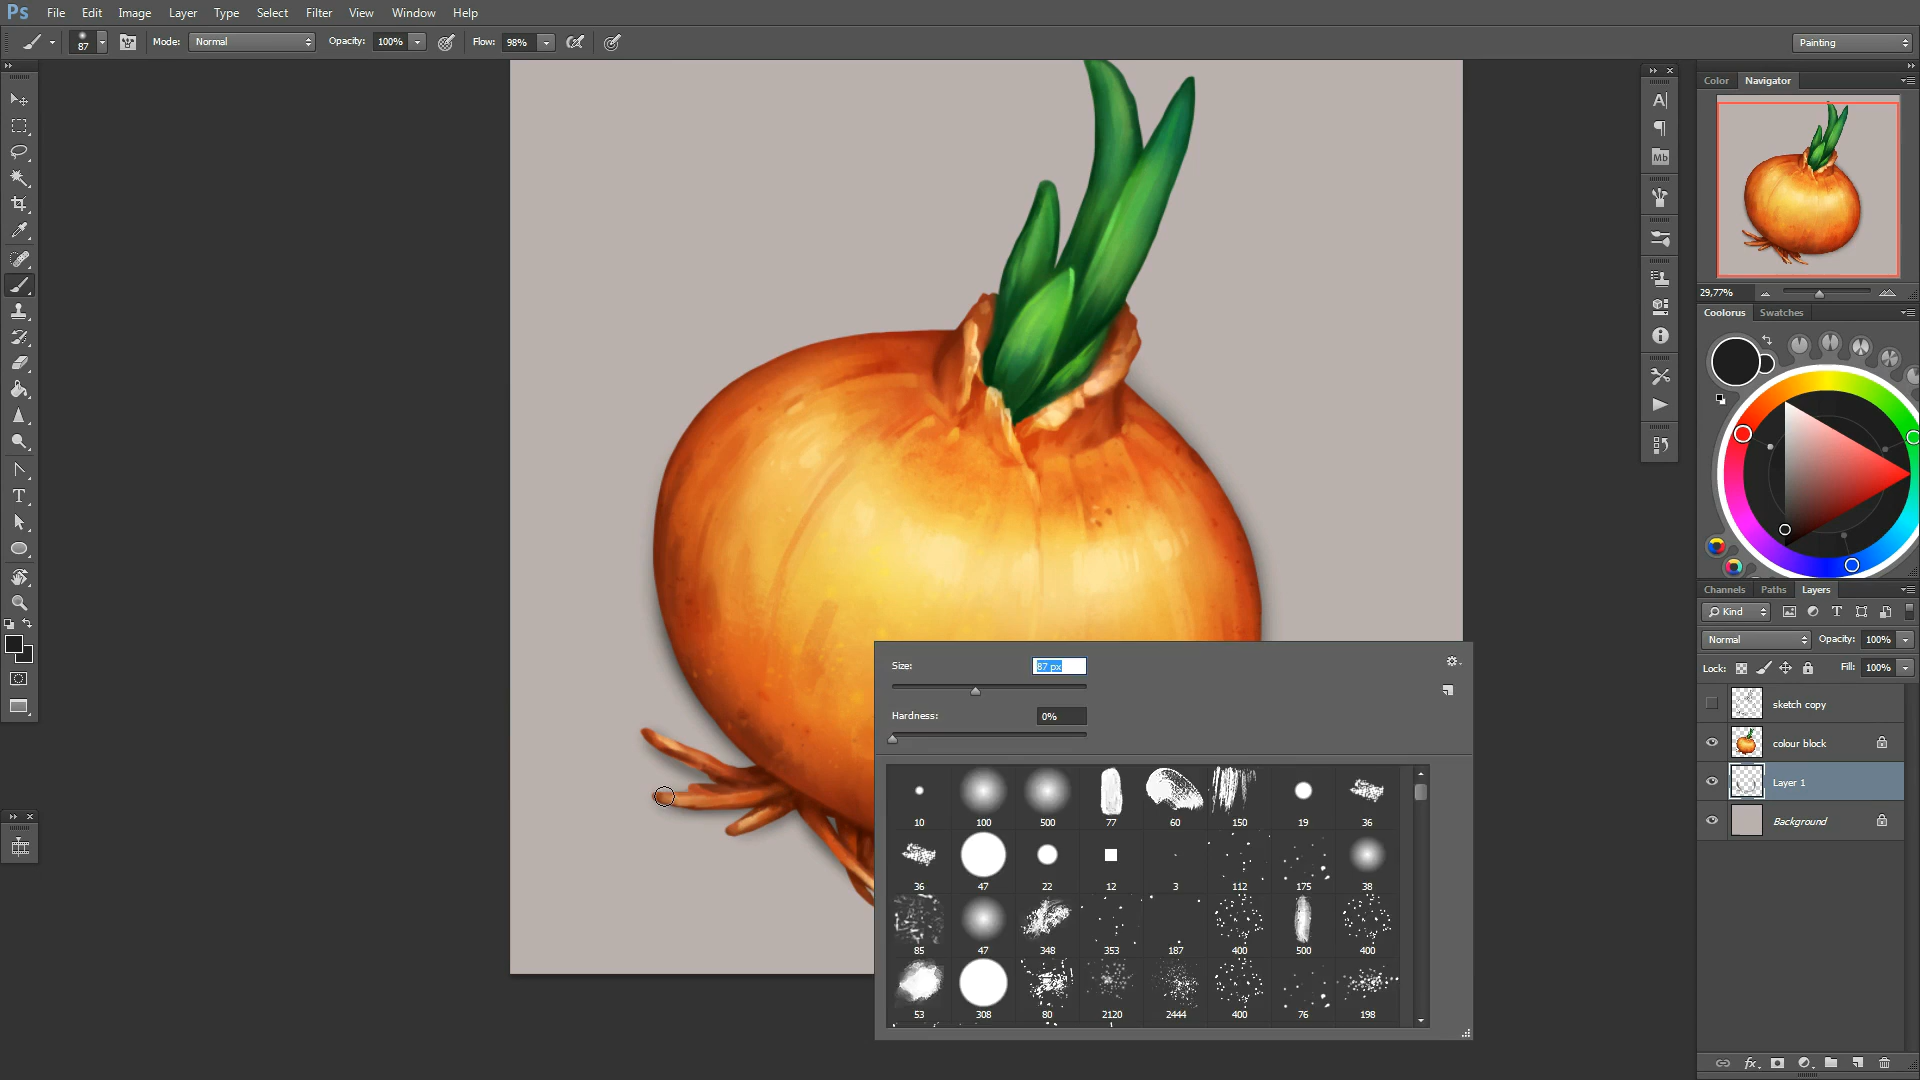 Ps File Edit Image Layer Type Select Filter View Window Help
87 Mode: Normal Opacity: 100% Flow: 98% Painting
Color Navigator
A
Mb
29,77%
Coolorus Swatches
T
Channels Paths Layers
Kind T
Normal Opacity: 100%
Lock: Fill: 100%
sketch copy
colour block
Layer 1
Background
fx
Size: 87 px
Hardness: 0%
10 100 500 77 60 150 19 36
36 47 22 12 3 112 175 38
85 47 348 353 187 400 500 400
53 308 80 2120 2444 400 76 198